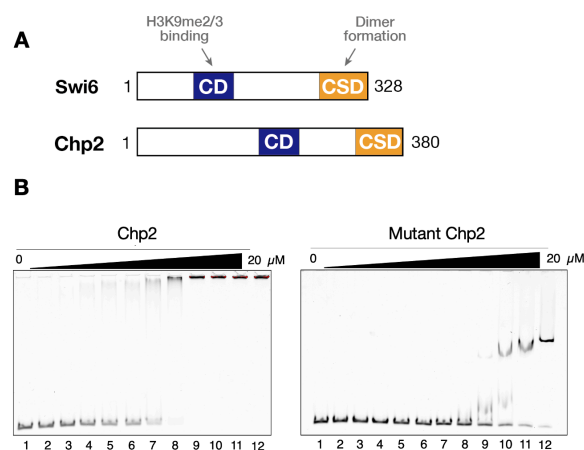 A
H3K9me2/3
binding
Dimer
formation
Swi6 1 CD CSD 328
Chp2 1 CD CSD 380
B
Chp2
0 20 µM
1 2 3 4 5 6 7 8 9 10 11 12
Mutant Chp2
0 20 µM
1 2 3 4 5 6 7 8 9 10 11 12